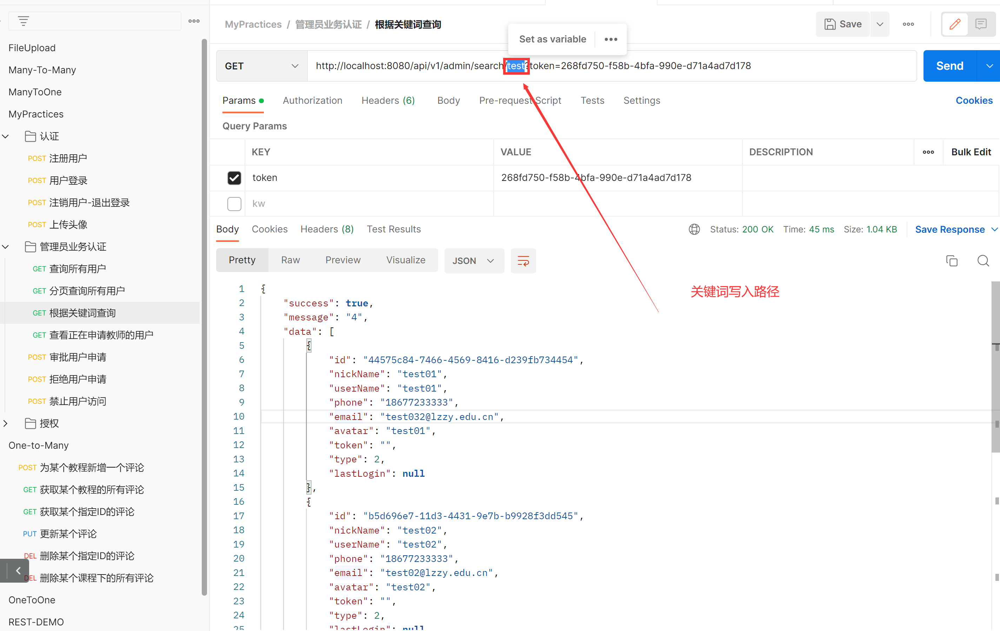 FileUpload
Many-To-Many
ManyToOne
MyPractices
认证
POST 注册用户
POST 用户登录
POST 注销用户-退出登录
POST 上传头像
管理员业务认证
GET 查询所有用户
GET 分页查询所有用户
GET 根据关键词查询
GET 查看正在申请教师的用户
POST 审批用户申请
POST 拒绝用户申请
POST 禁止用户访问
授权
One-to-Many
POST 为某个教程新增一个评论
GET 获取某个教程的所有评论
GET 获取某个指定ID的评论
PUT 更新某个评论
DEL 删除某个指定ID的评论
DEL 删除某个课程下的所有评论
OneToOne
REST-DEMO
MyPractices / 管理员业务认证 / 根据关键词查询
Save
Set as variable
GET http://localhost:8080/api/v1/admin/search/test?token=268fd750-f58b-4bfa-990e-d71a4ad7d178 Send
Params Authorization Headers (6) Body Pre-request Script Tests Settings Cookies
Query Params
KEY VALUE DESCRIPTION Bulk Edit
token 268fd750-f58b-4bfa-990e-d71a4ad7d178
kw
Body Cookies Headers (8) Test Results Status: 200 OK Time: 45 ms Size: 1.04 KB Save Response
Pretty Raw Preview Visualize JSON
关键词写入路径
1 {
2 "success": true,
3 "message": "4",
4 "data": [
5 {
6 "id": "44575c84-7466-4569-8416-d239fb734454",
7 "nickName": "test01",
8 "userName": "test01",
9 "phone": "18677233333",
10 "email": "test032@lzzy.edu.cn",
11 "avatar": "test01",
12 "token": "",
13 "type": 2,
14 "lastLogin": null
15 },
16 {
17 "id": "b5d696e7-11d3-4431-9e7b-b9928f3dd545",
18 "nickName": "test02",
19 "userName": "test02",
20 "phone": "18677233333",
21 "email": "test02@lzzy.edu.cn",
22 "avatar": "test02",
23 "token": "",
24 "type": 2,
25 "lastLogin": null